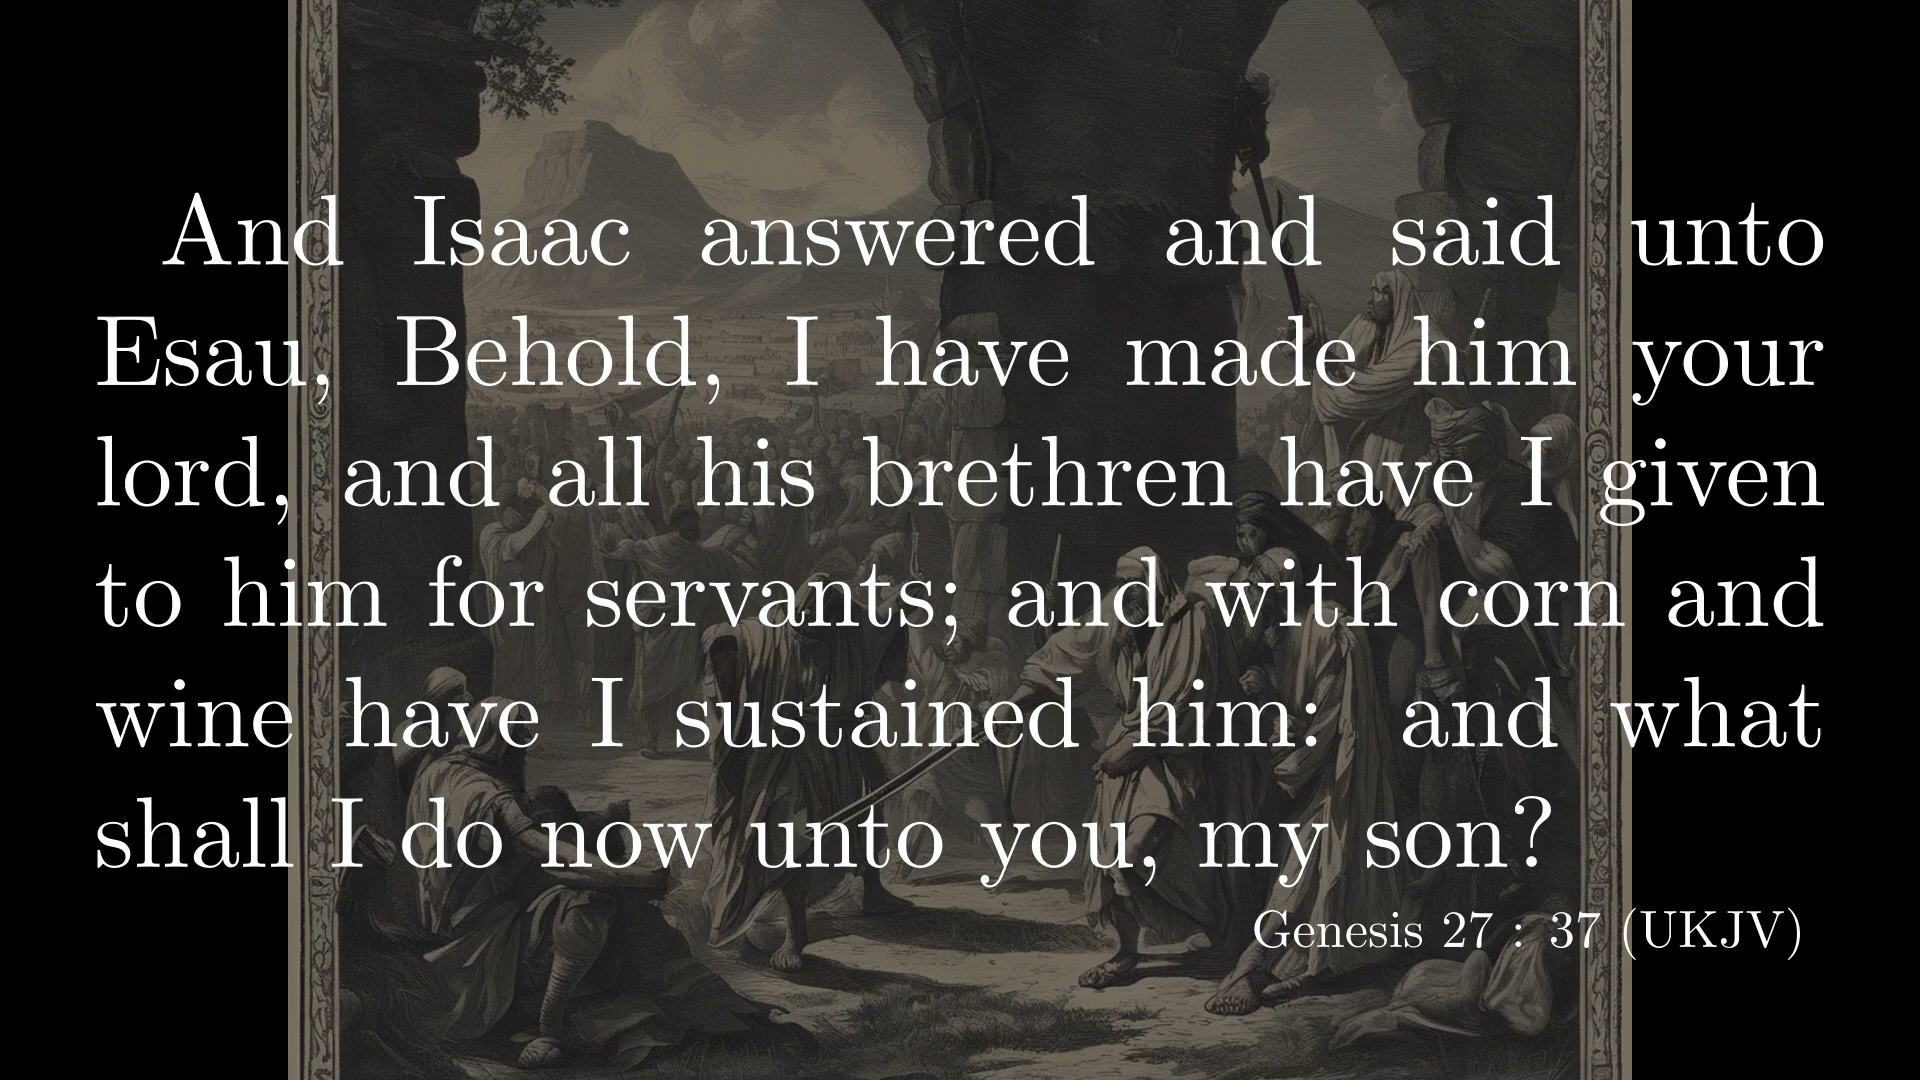 And Isaac answered and said unto
Esau, Behold, I have made him your
lord, and all his brethren have I given
to him for servants; and with corn and
wine have I sustained him: and what
shall I do now unto you, my son?
Genesis 27 : 37 (UKJV)